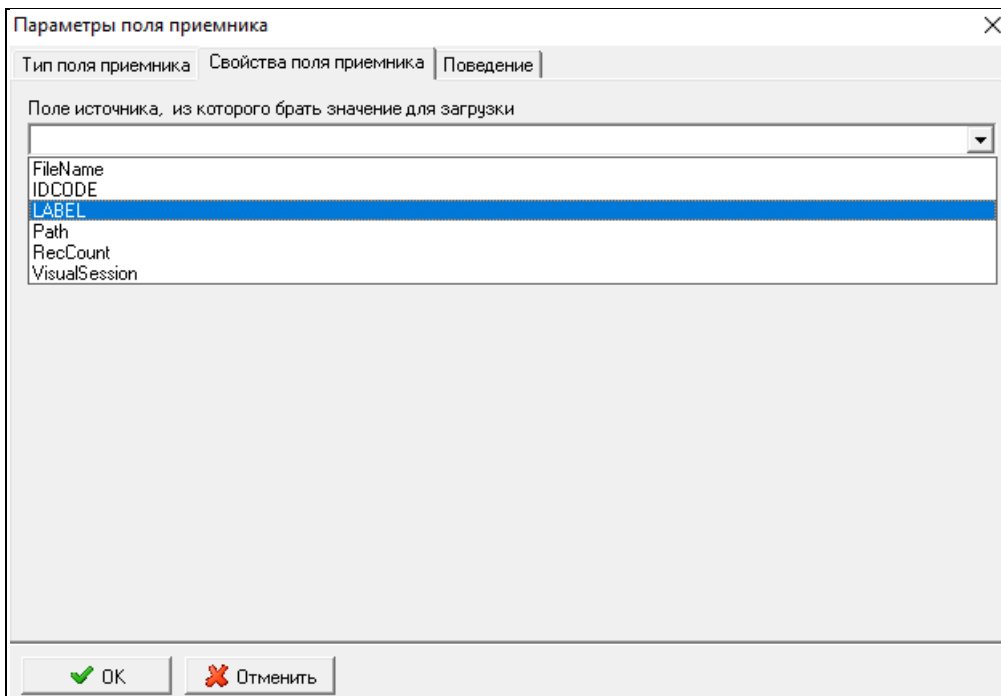 Параметры поля приемника
Тип поля приемника Свойства поля приемника Поведение
Поле источника, из которого брать значение для загрузки
FileName
IDCODE
LABEL
Path
RecCount
VisualSession
OK Отменить